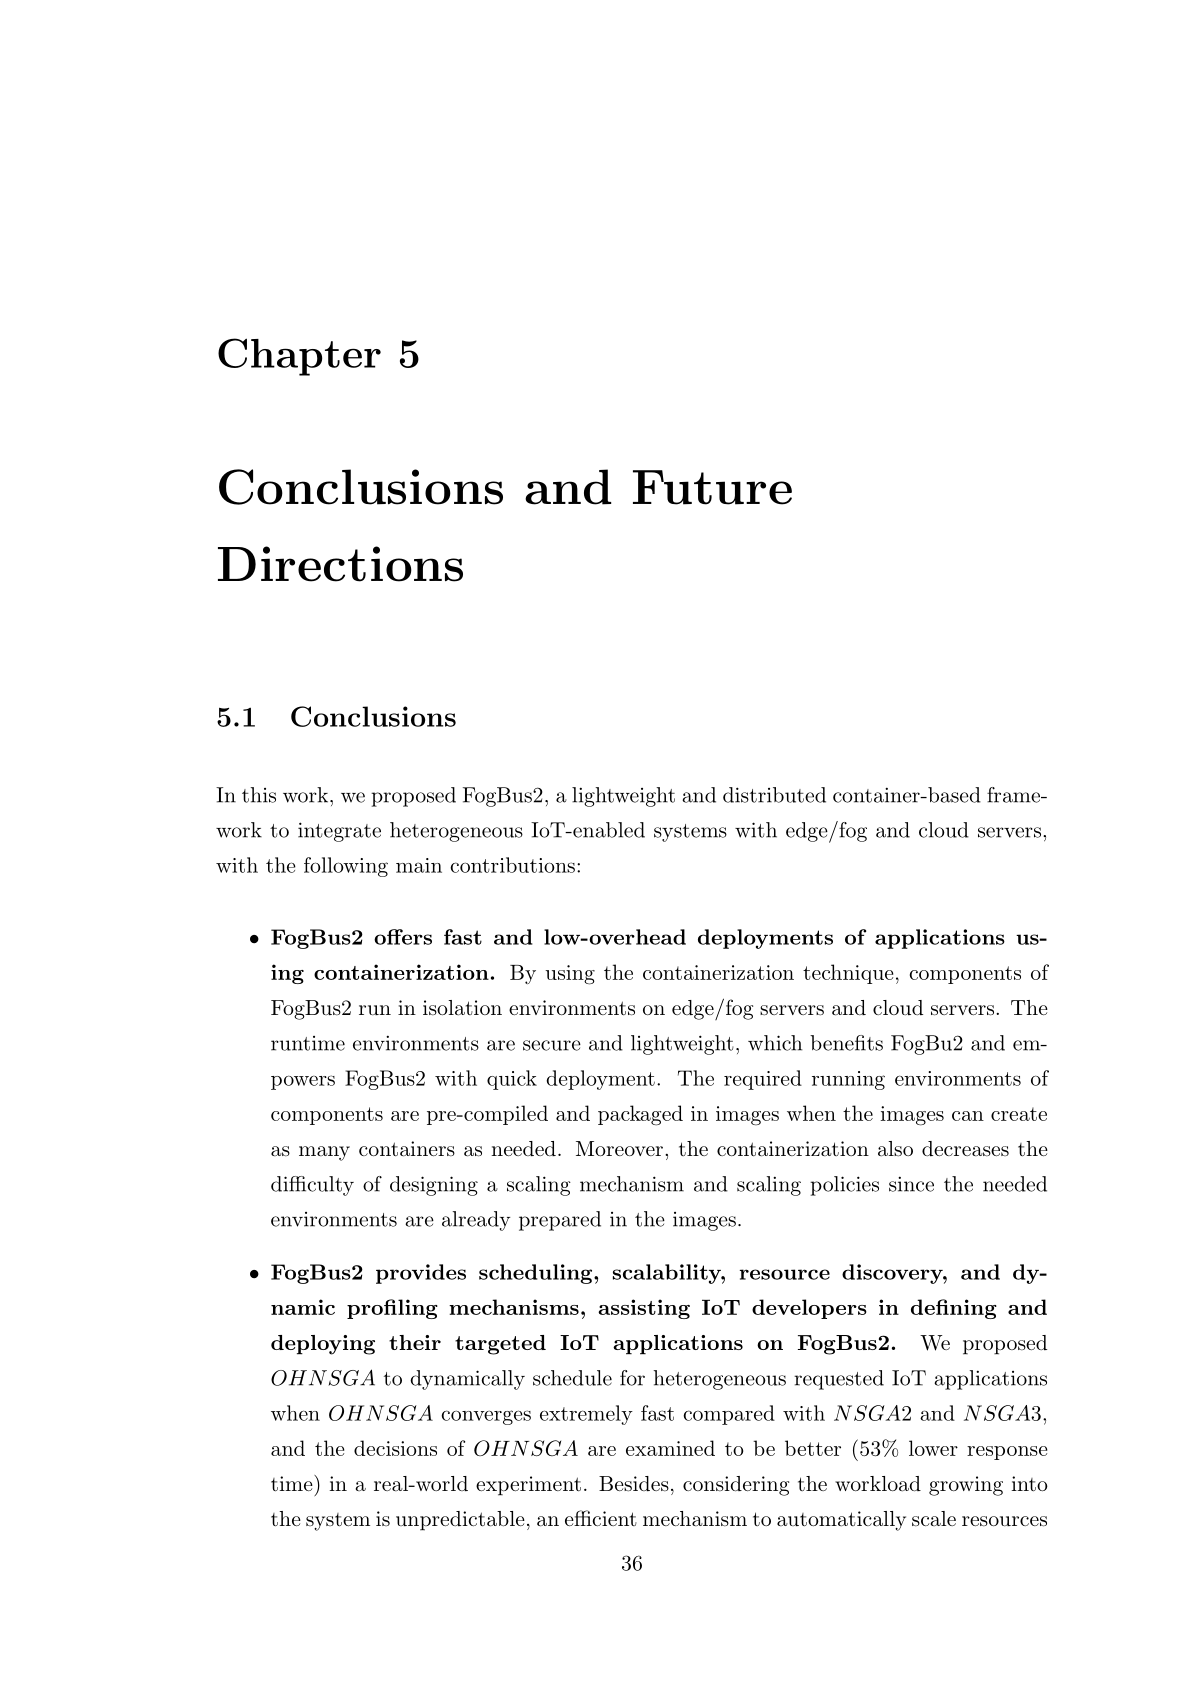 Chapter 5
Conclusions and Future
Directions
5.1 Conclusions
In this work, we proposed FogBus2, a lightweight and distributed container-based frame-
work to integrate heterogeneous IoT-enabled systems with edge/fog and cloud servers,
with the following main contributions:
• FogBus2 offers fast and low-overhead deployments of applications us-
ing containerization. By using the containerization technique, components of
FogBus2 run in isolation environments on edge/fog servers and cloud servers. The
runtime environments are secure and lightweight, which benefits FogBu2 and em-
powers FogBus2 with quick deployment. The required running environments of
components are pre-compiled and packaged in images when the images can create
as many containers as needed. Moreover, the containerization also decreases the
difficulty of designing a scaling mechanism and scaling policies since the needed
environments are already prepared in the images.
• FogBus2 provides scheduling, scalability, resource discovery, and dy-
namic profiling mechanisms, assisting IoT developers in defining and
deploying their targeted IoT applications on FogBus2. We proposed
OHNSGA to dynamically schedule for heterogeneous requested IoT applications
when OHNSGA converges extremely fast compared with NSGA2 and NSGA3,
and the decisions of OHNSGA are examined to be better (53% lower response
time) in a real-world experiment. Besides, considering the workload growing into
the system is unpredictable, an efficient mechanism to automatically scale resources
36